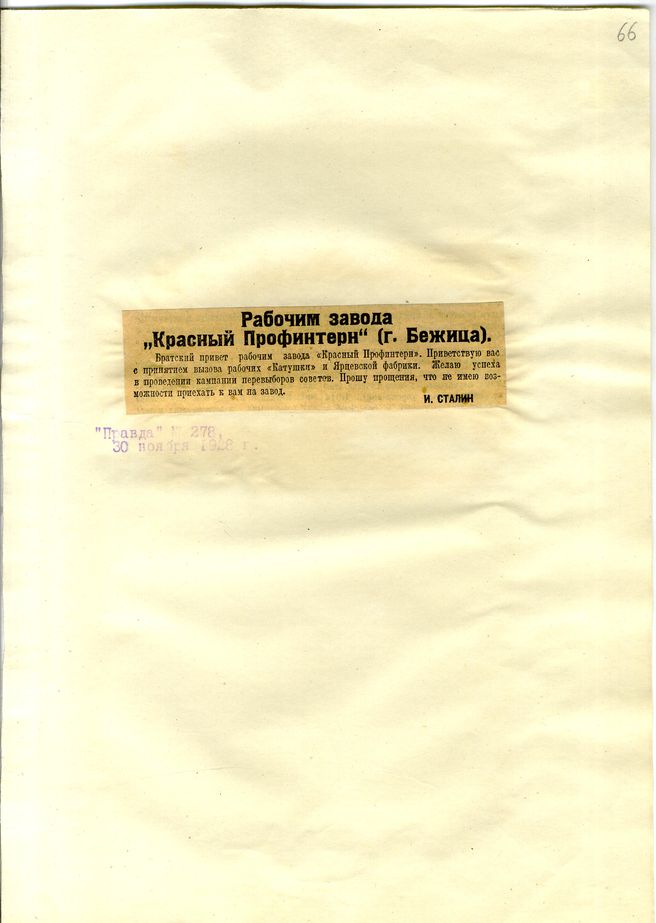 66
Рабочим завода
„Красный Профинтерн“ (г. Бежица).
Братский привет рабочим завода «Красный Профинтерн». Приветствую вас
с принятием вызова рабочих «Катушки» и Ярцевской фабрики. Желаю успеха
в проведении кампании перевыборов советов. Прошу прощения, что не имею воз-
можности приехать к вам на завод.
И. СТАЛИН
"Правда" № 278,
30 ноября 1928 г.